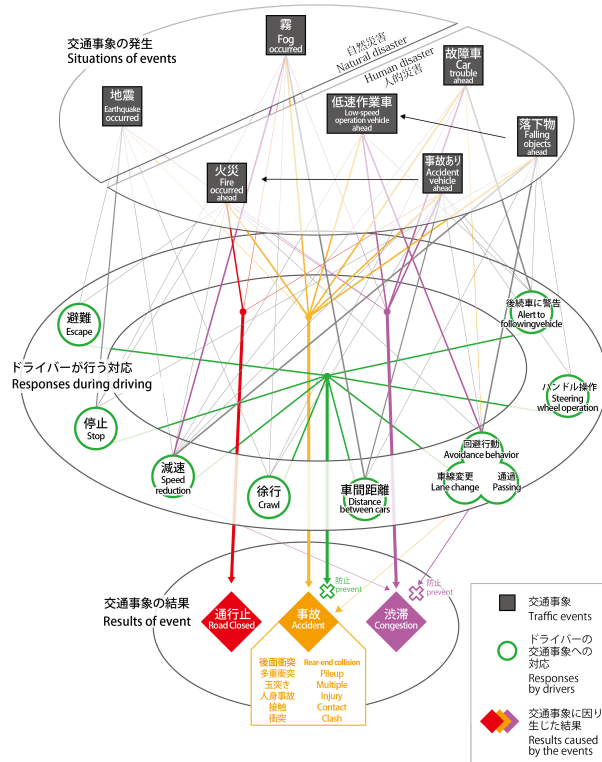 交通事象の発生
Situations of events
霧
Fog
occurred
自然災害
Natural disaster
Human disaster
人的災害
故障車
Car
trouble
ahead
地震
Earthquake
occurred
低速作業車
Low-speed
operation vehicle
ahead
落下物
Falling
objects
ahead
火災
Fire
occurred
ahead
事故あり
Accident
vehicle
ahead
避難
Escape
後続車に警告
Alert to
followingvehicle
ドライバーが行う対応
Responses during driving
ハンドル操作
Steering
wheel operation
停止
Stop
減速
Speed
reduction
徐行
Crawl
車間距離
Distance
between cars
回避行動
Avoidance behavior
車線変更
Lane change
通過
Passing
防止
prevent
防止
prevent
交通事象の結果
Results of event
通行止
Road Closed
事故
Accident
渋滞
Congestion
後面衝突 Rear-end collision
多重衝突 Pileup
玉突き Multiple
人身事故 Injury
接触 Contact
衝突 Clash
交通事象
Traffic events
ドライバーの
交通事象への
対応
Responses
by drivers
交通事象に因り
生じた結果
Results caused
by the events